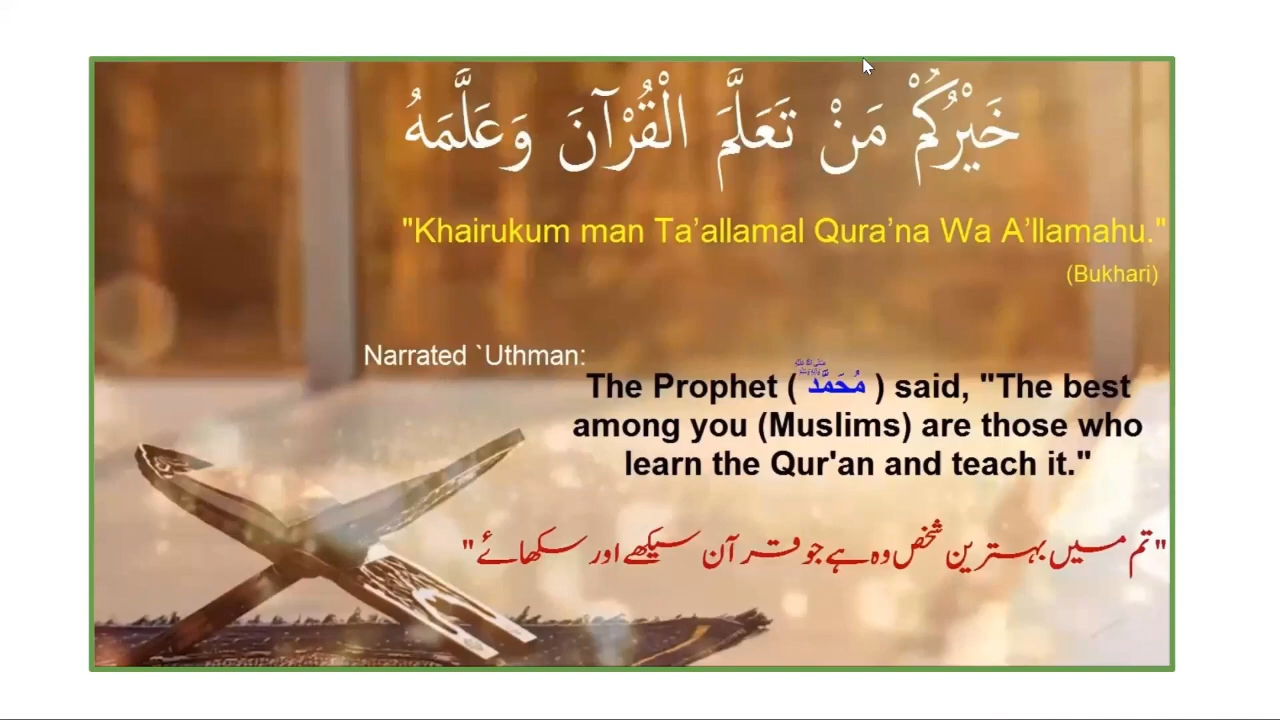 خَيْرُكُمْ مَنْ تَعَلَّمَ الْقُرْآنَ وَعَلَّمَهُ
"Khairukum man Ta’allamal Qura’na Wa A’llamahu."
(Bukhari)
Narrated `Uthman:
The Prophet ( مُحَمَّدٌ ) said, "The best
among you (Muslims) are those who
learn the Qur'an and teach it."
"تم میں بہترین شخص وہ ہے جو قرآن سیکھے اور سکھائے"